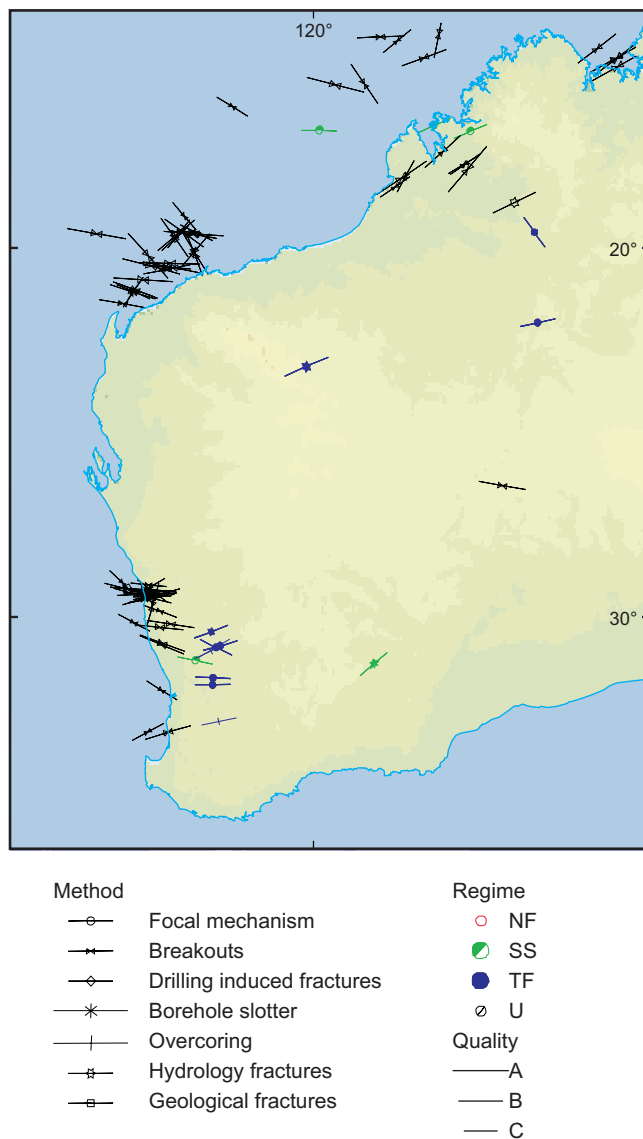 120°
20°
30°
Method
Focal mechanism
Breakouts
Drilling induced fractures
Borehole slotter
Overcoring
Hydrology fractures
Geological fractures
Regime
NF
SS
TF
U
Quality
A
B
C